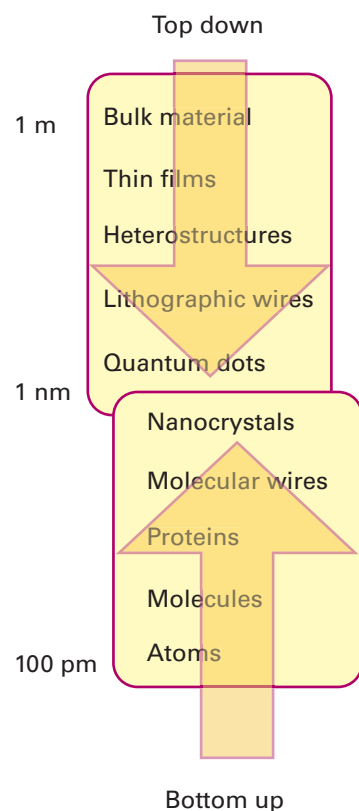 Top down
1 m
Bulk material
Thin films
Heterostructures
Lithographic wires
Quantum dots
1 nm
Nanocrystals
Molecular wires
Proteins
Molecules
Atoms
100 pm
Bottom up